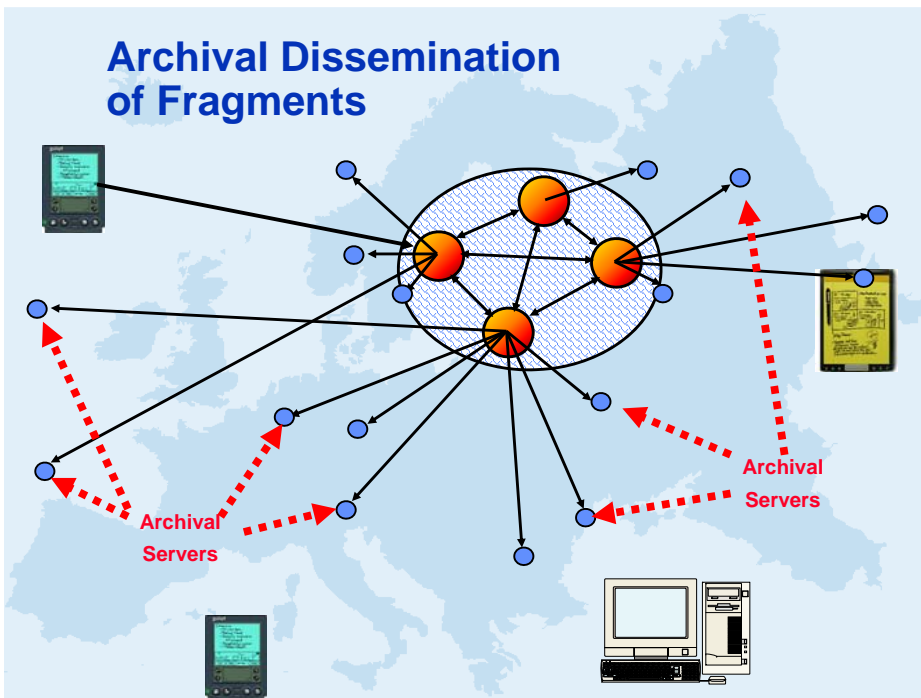 Archival Dissemination
of Fragments
Archival
Servers
Archival
Servers